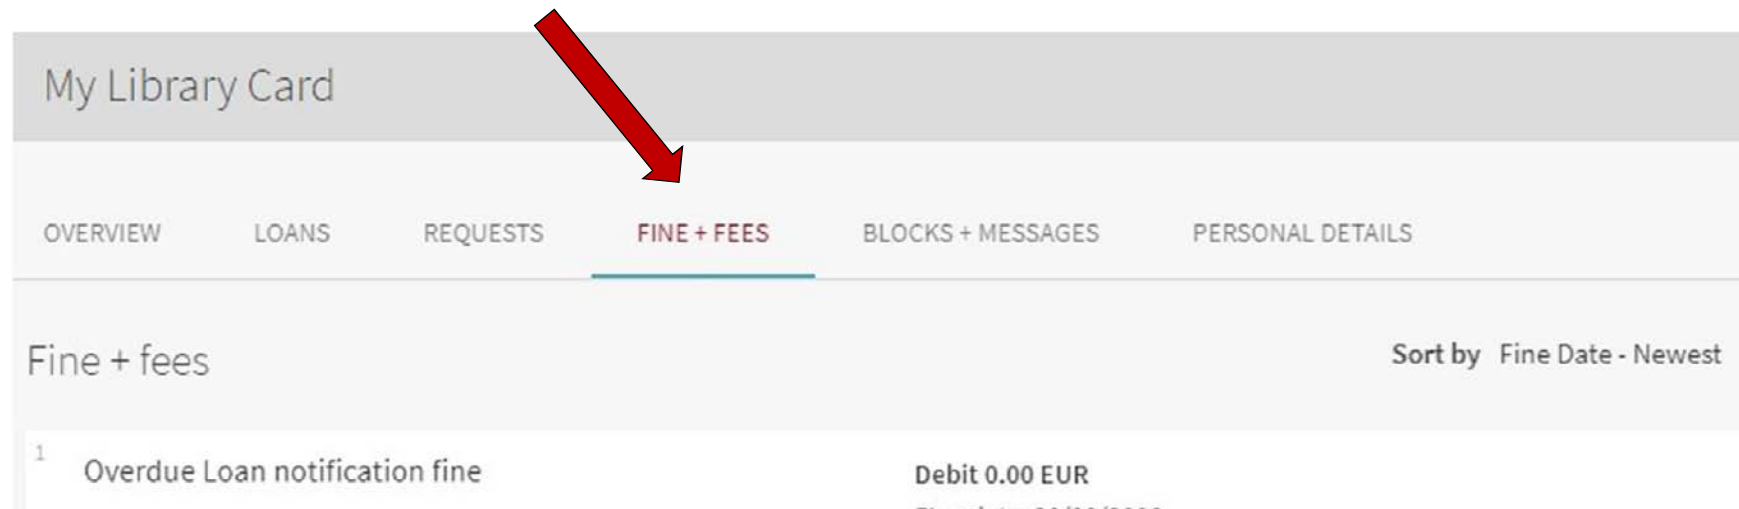 My Library Card
OVERVIEW LOANS REQUESTS FINE + FEES BLOCKS + MESSAGES PERSONAL DETAILS
Fine + fees
Sort by Fine Date - Newest
1
Overdue Loan notification fine
Debit 0.00 EUR